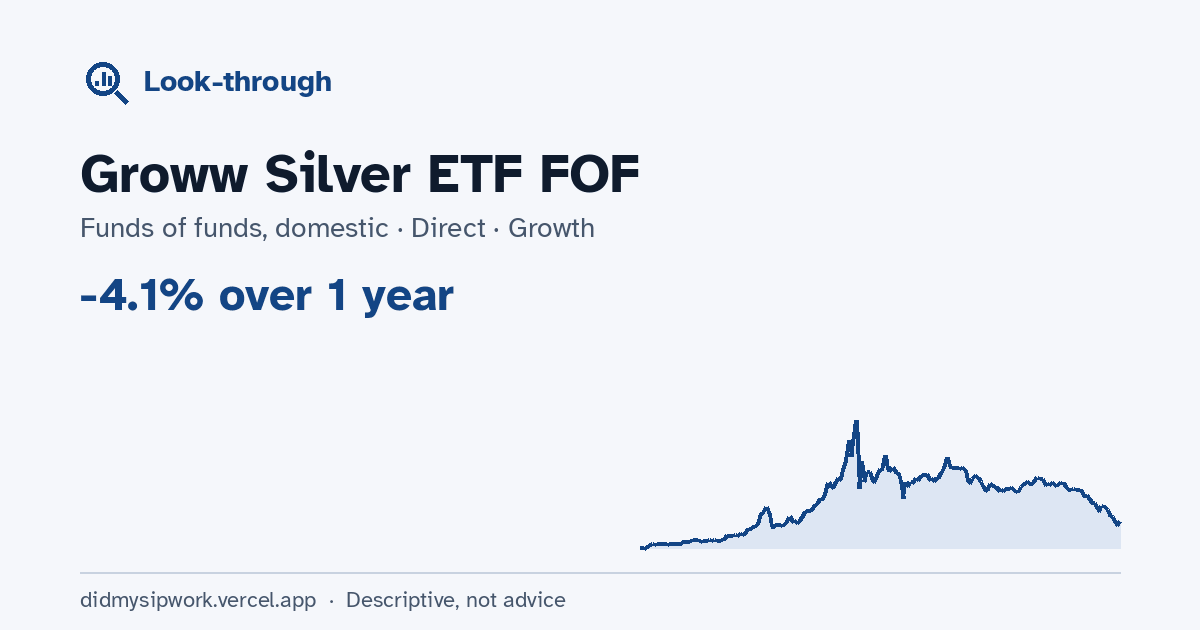 Look-through
Groww Silver ETF FOF
Funds of funds, domestic · Direct · Growth
-4.1% over 1 year
didmysipwork.vercel.app · Descriptive, not advice